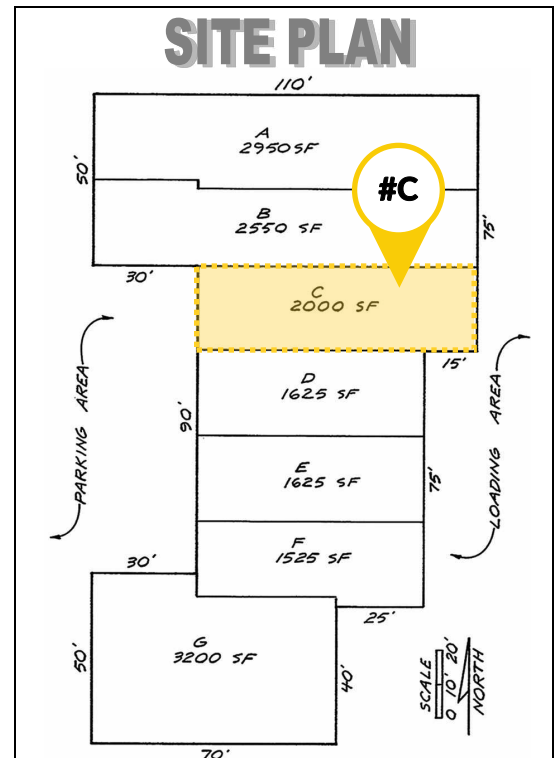 SITE PLAN
110'
A
2950 SF
50'
#C
B
2550 SF
75'
30'
C
2000 SF
15'
PARKING AREA
90'
D
1625 SF
LOADING AREA
E
1625 SF
75'
F
1525 SF
30'
25'
G
3200 SF
50'
40'
70'
SCALE
0 10' 20'
NORTH